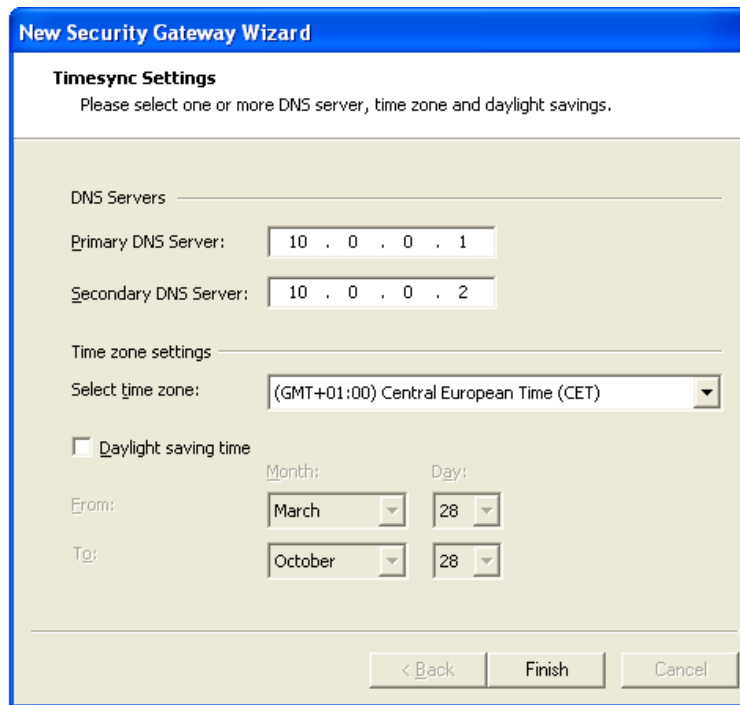 New Security Gateway Wizard
Timesync Settings
Please select one or more DNS server, time zone and daylight savings.
DNS Servers
Primary DNS Server: 10 . 0 . 0 . 1
Secondary DNS Server: 10 . 0 . 0 . 2
Time zone settings
Select time zone: (GMT+01:00) Central European Time (CET)
Daylight saving time
Month: Day:
From: March 28
To: October 28
< Back Finish Cancel